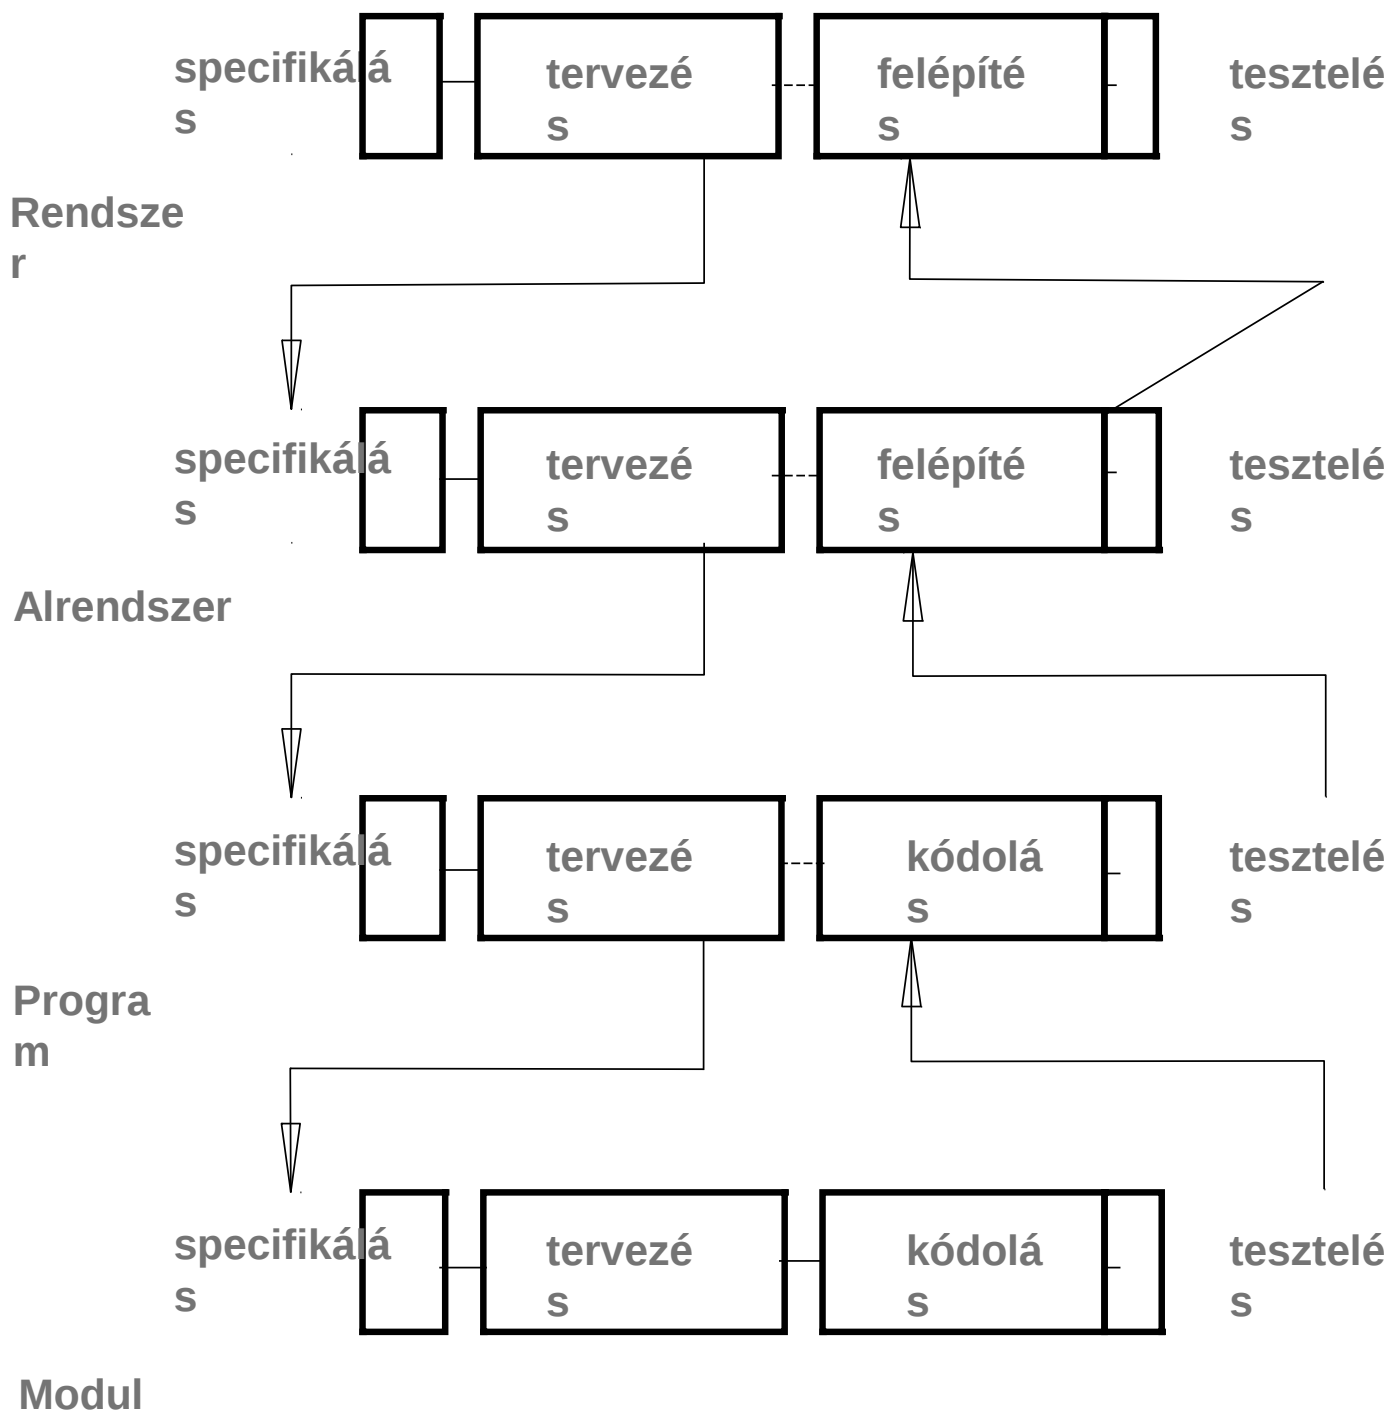 specifikálá
s
tervezé
s
felépíté
s
tesztelé
s
Rendsze
r
specifikálá
s
tervezé
s
felépíté
s
tesztelé
s
Alrendszer
specifikálá
s
tervezé
s
kódolá
s
tesztelé
s
Progra
m
specifikálá
s
tervezé
s
kódolá
s
tesztelé
s
Modul